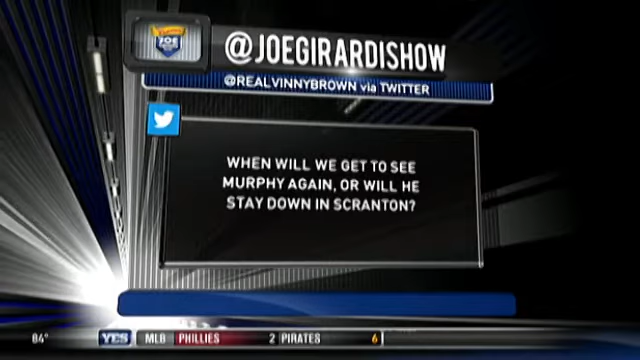 JOE
@JOEGIRARDISHOW
@REALVINNYBROWN via TWITTER
WHEN WILL WE GET TO SEE
MURPHY AGAIN, OR WILL HE
STAY DOWN IN SCRANTON?
84° YES MLB PHILLIES 2 PIRATES 6